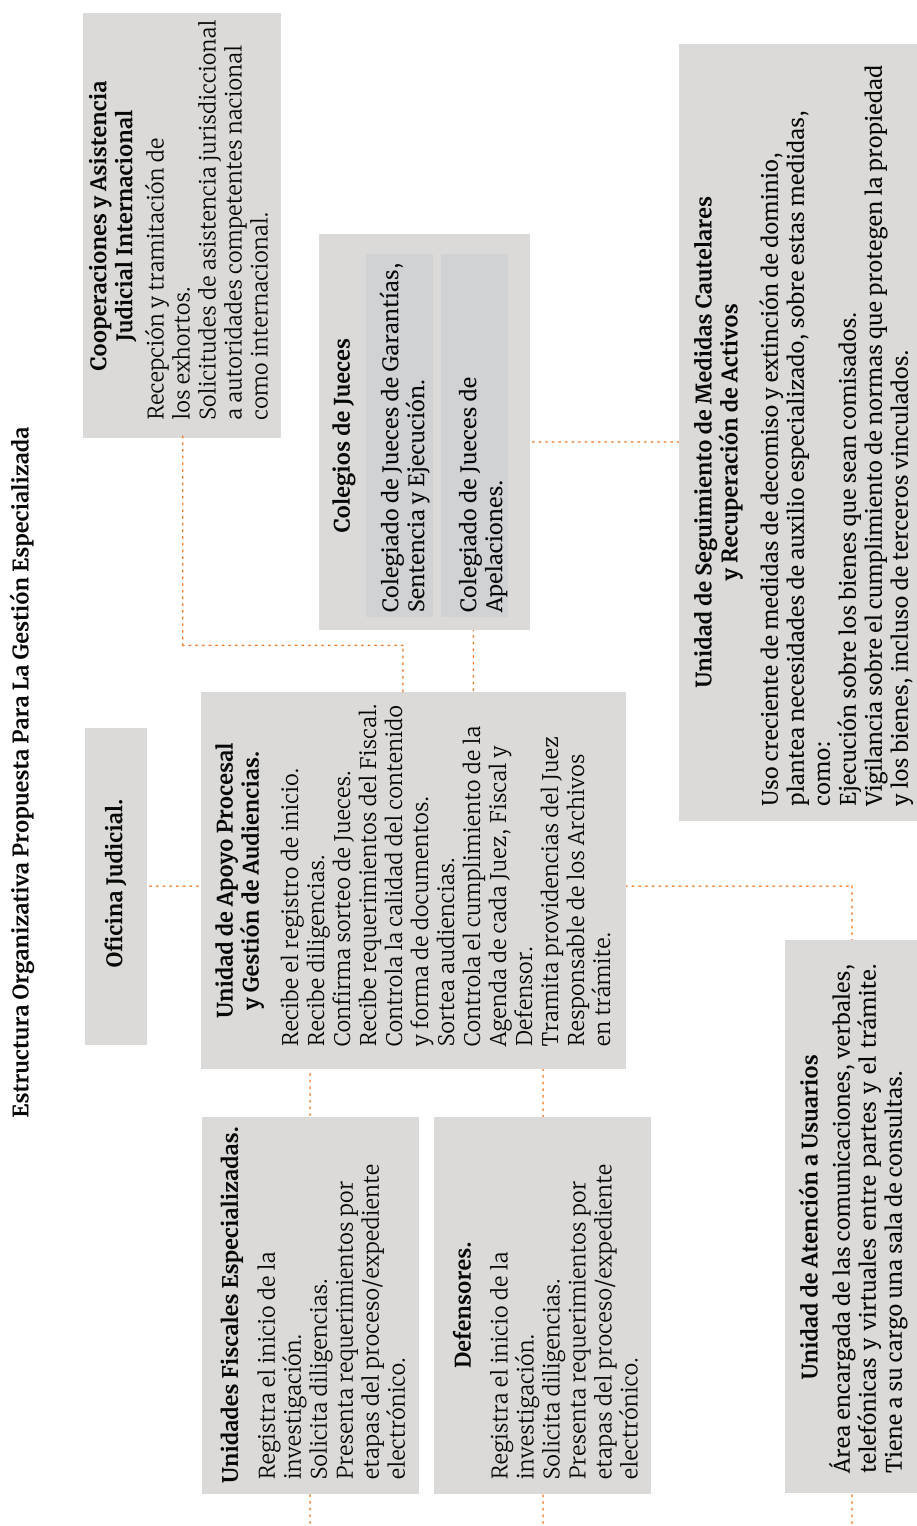 Estructura Organizativa Propuesta Para La Gestión Especializada
Oficina Judicial.
Unidades Fiscales Especializadas.
Registra el inicio de la
investigación.
Solicita diligencias.
Presenta requerimientos por
etapas del proceso/expediente
electrónico.
Defensores.
Registra el inicio de la
investigación.
Solicita diligencias.
Presenta requerimientos por
etapas del proceso/expediente
electrónico.
Unidad de Apoyo Procesal
y Gestión de Audiencias.
Recibe el registro de inicio.
Recibe diligencias.
Confirma sorteo de Jueces.
Recibe requerimientos del Fiscal.
Controla la calidad del contenido
y forma de documentos.
Sortea audiencias.
Controla el cumplimiento de la
Agenda de cada Juez, Fiscal y
Defensor.
Tramita providencias del Juez
Responsable de los Archivos
en trámite.
Cooperaciones y Asistencia
Judicial Internacional
Recepción y tramitación de
los exhortos.
Solicitudes de asistencia jurisdiccional
a autoridades competentes nacional
como internacional.
Colegios de Jueces
Colegiado de Jueces de Garantías,
Sentencia y Ejecución.
Colegiado de Jueces de
Apelaciones.
Unidad de Atención a Usuarios
Área encargada de las comunicaciones, verbales,
telefónicas y virtuales entre partes y el trámite.
Tiene a su cargo una sala de consultas.
Unidad de Seguimiento de Medidas Cautelares
y Recuperación de Activos
Uso creciente de medidas de decomiso y extinción de dominio,
plantea necesidades de auxilio especializado, sobre estas medidas,
como:
Ejecución sobre los bienes que sean comisados.
Vigilancia sobre el cumplimiento de normas que protegen la propiedad
y los bienes, incluso de terceros vinculados.